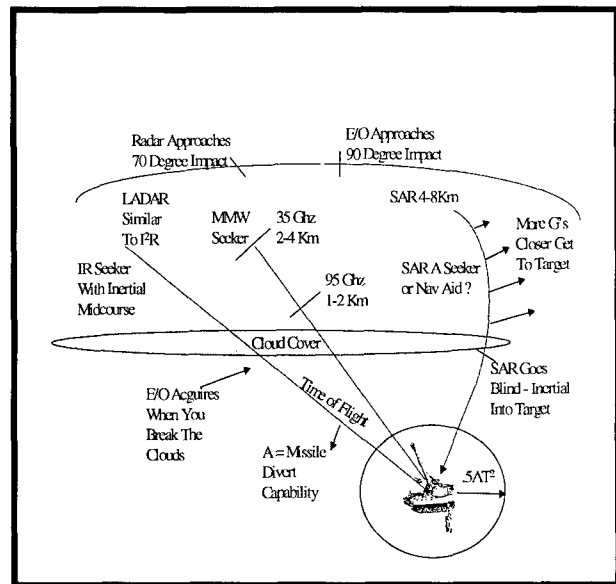 Radar Approaches
70 Degree Impact
E/O Approaches
90 Degree Impact
LADAR
Similar
To I²R
MMW
Seeker
35 Ghz
2-4 Km
SAR 4-8Km
More G's
Closer Get
To Target
IR Seeker
With Inertial
Midcourse
SAR A Seeker
or Nav Aid ?
95 Ghz
1-2 Km
Cloud Cover
SAR Goes
Blind - Inertial
Into Target
E/O Acquires
When You
Break The
Clouds
Time of Flight
A = Missile
Divert
Capability
.5AT²